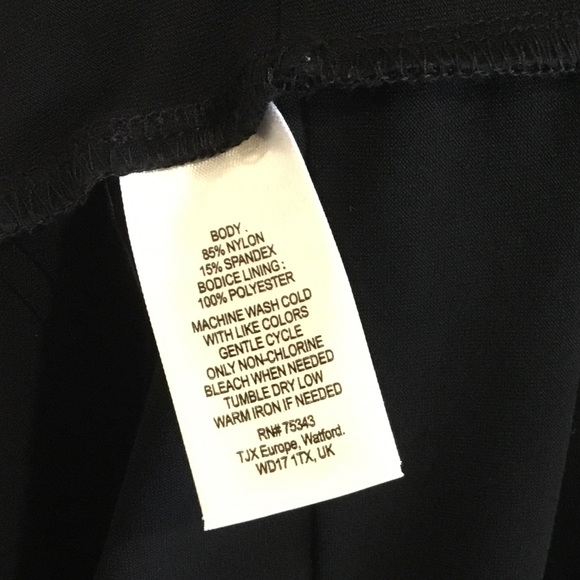 BODY :
85% NYLON
15% SPANDEX
BODICE LINING :
100% POLYESTER
MACHINE WASH COLD
WITH LIKE COLORS
GENTLE CYCLE
ONLY NON-CHLORINE
BLEACH WHEN NEEDED
TUMBLE DRY LOW
WARM IRON IF NEEDED
RN# 75343
TJX Europe, Watford.
WD17 1TX, UK